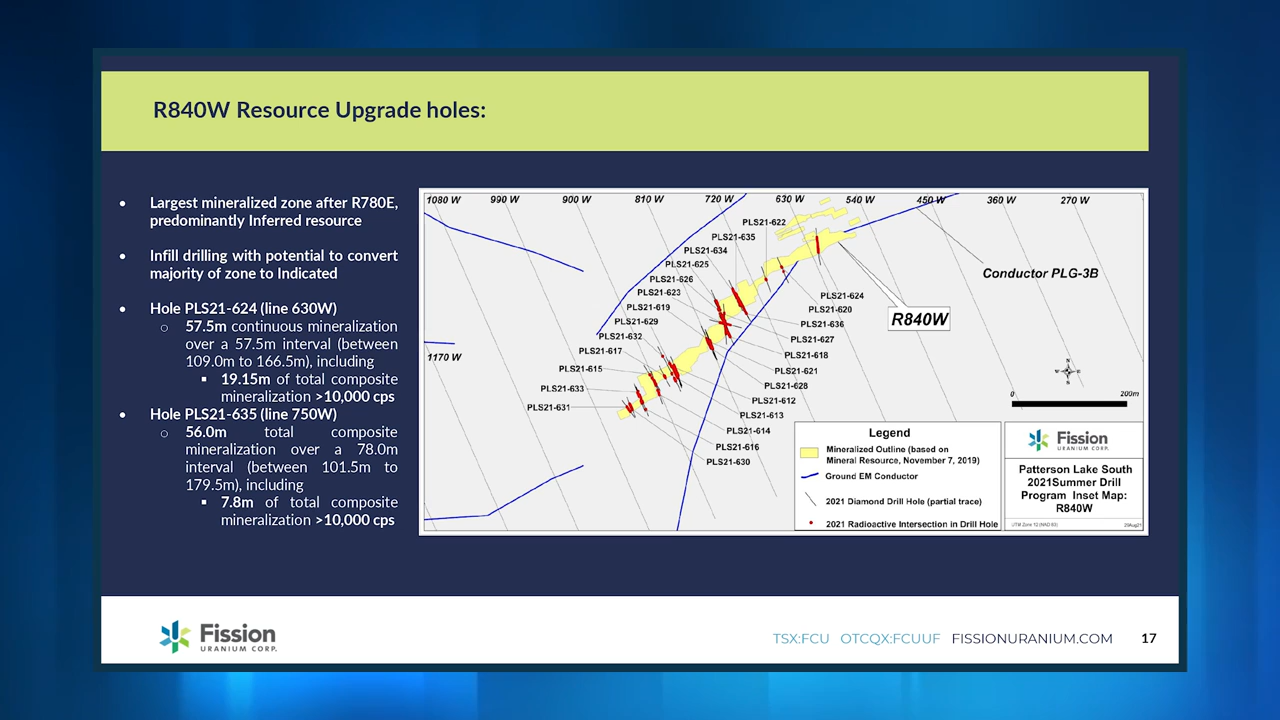 R840W Resource Upgrade holes:
• Largest mineralized zone after R780E,
predominantly Inferred resource
• Infill drilling with potential to convert
majority of zone to Indicated
• Hole PLS21-624 (line 630W)
o 57.5m continuous mineralization
over a 57.5m interval (between
109.0m to 166.5m), including
▪ 19.15m of total composite
mineralization >10,000 cps
• Hole PLS21-635 (line 750W)
o 56.0m total composite
mineralization over a 78.0m
interval (between 101.5m to
179.5m), including
▪ 7.8m of total composite
mineralization >10,000 cps
1080 W 990 W 900 W 810 W 720 W 630 W 540 W 450 W 360 W 270 W
1170 W
PLS21-622
PLS21-635
PLS21-634
PLS21-625
PLS21-626
PLS21-623
PLS21-619
PLS21-629
PLS21-632
PLS21-617
PLS21-615
PLS21-633
PLS21-631
PLS21-624
PLS21-620
PLS21-636
PLS21-627
PLS21-618
PLS21-621
PLS21-628
PLS21-612
PLS21-613
PLS21-614
PLS21-616
PLS21-630
Conductor PLG-3B
R840W
0 200m
Legend
Mineralized Outline (based on
Mineral Resource, November 7, 2019)
Ground EM Conductor
2021 Diamond Drill Hole (partial trace)
2021 Radioactive Intersection in Drill Hole
Fission
URANIUM CORP.
Patterson Lake South
2021Summer Drill
Program Inset Map:
R840W
UTM Zone 12 (NAD 83)
Fission
URANIUM CORP.
TSX:FCU OTCQX:FCUUF FISSIONURANIUM.COM 17